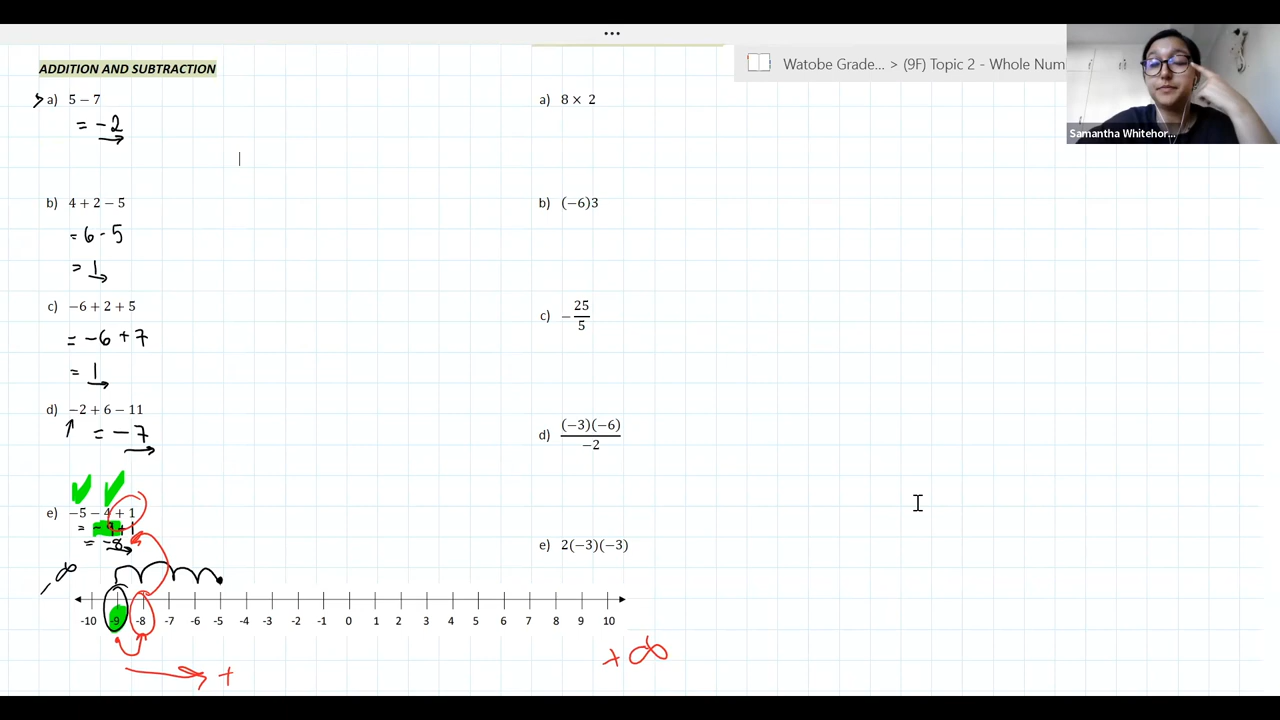 ...
Watobe Grade... > (9F) Topic 2 - Whole Num
Samantha Whitehor...
ADDITION AND SUBTRACTION
a) 5 − 7
= -2
b) 4 + 2 − 5
= 6 - 5
= 1
c) −6 + 2 + 5
= -6 + 7
= 1
d) −2 + 6 − 11
= -7
e) −5 − 4 + 1
= -9+1
= -8
- ∞
-10 -9 -8 -7 -6 -5 -4 -3 -2 -1 0 1 2 3 4 5 6 7 8 9 10
+
+ ∞
a) 8 × 2
b) (−6)3
c) −25/5
d) (−3)(−6)/−2
e) 2(−3)(−3)